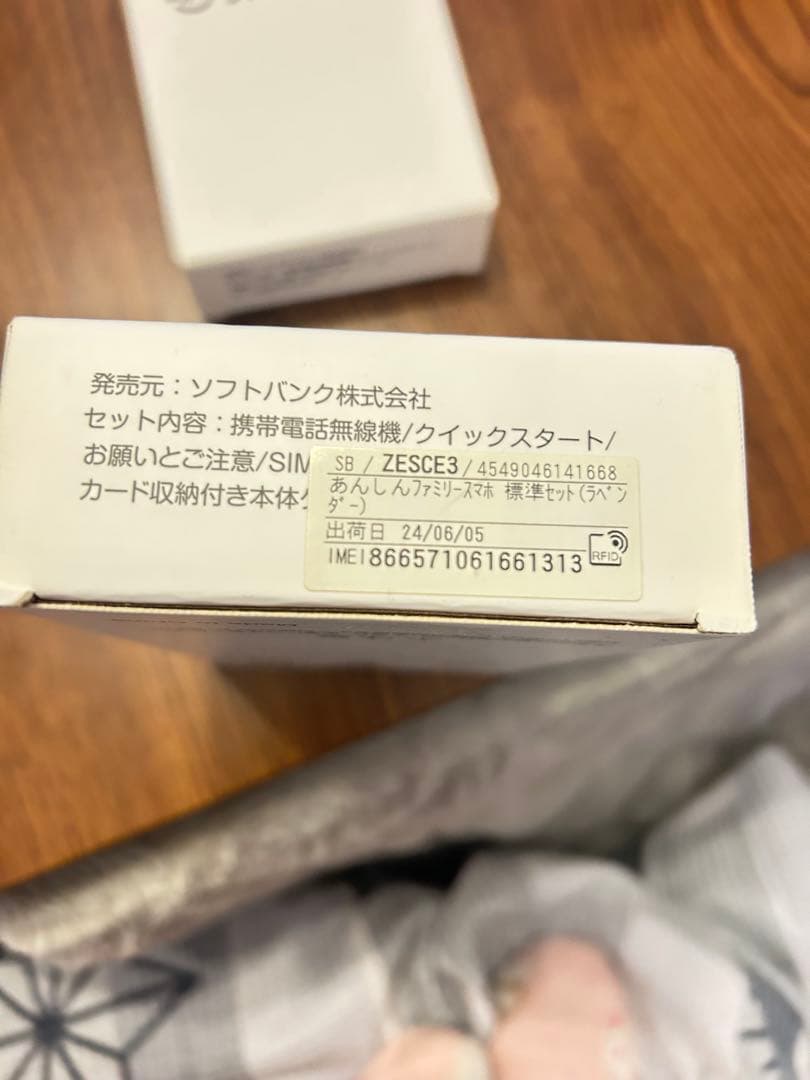 発売元：ソフトバンク株式会社
セット内容：携帯電話無線機/クイックスタート/
お願いとご注意/SIM
カード収納付き本体
SB / ZESCE3 / 4549046141668
あんしんファミリースマホ 標準セット(ラベン
ダー)
出荷日 24/06/05
IMEI 866571061661313
RFID